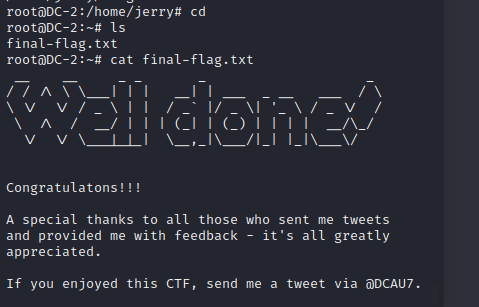 root@DC-2:/home/jerry# cd
root@DC-2:~# ls
final-flag.txt
root@DC-2:~# cat final-flag.txt
Well done!
Congratulatons!!!
A special thanks to all those who sent me tweets
and provided me with feedback - it's all greatly
appreciated.
If you enjoyed this CTF, send me a tweet via @DCAU7.